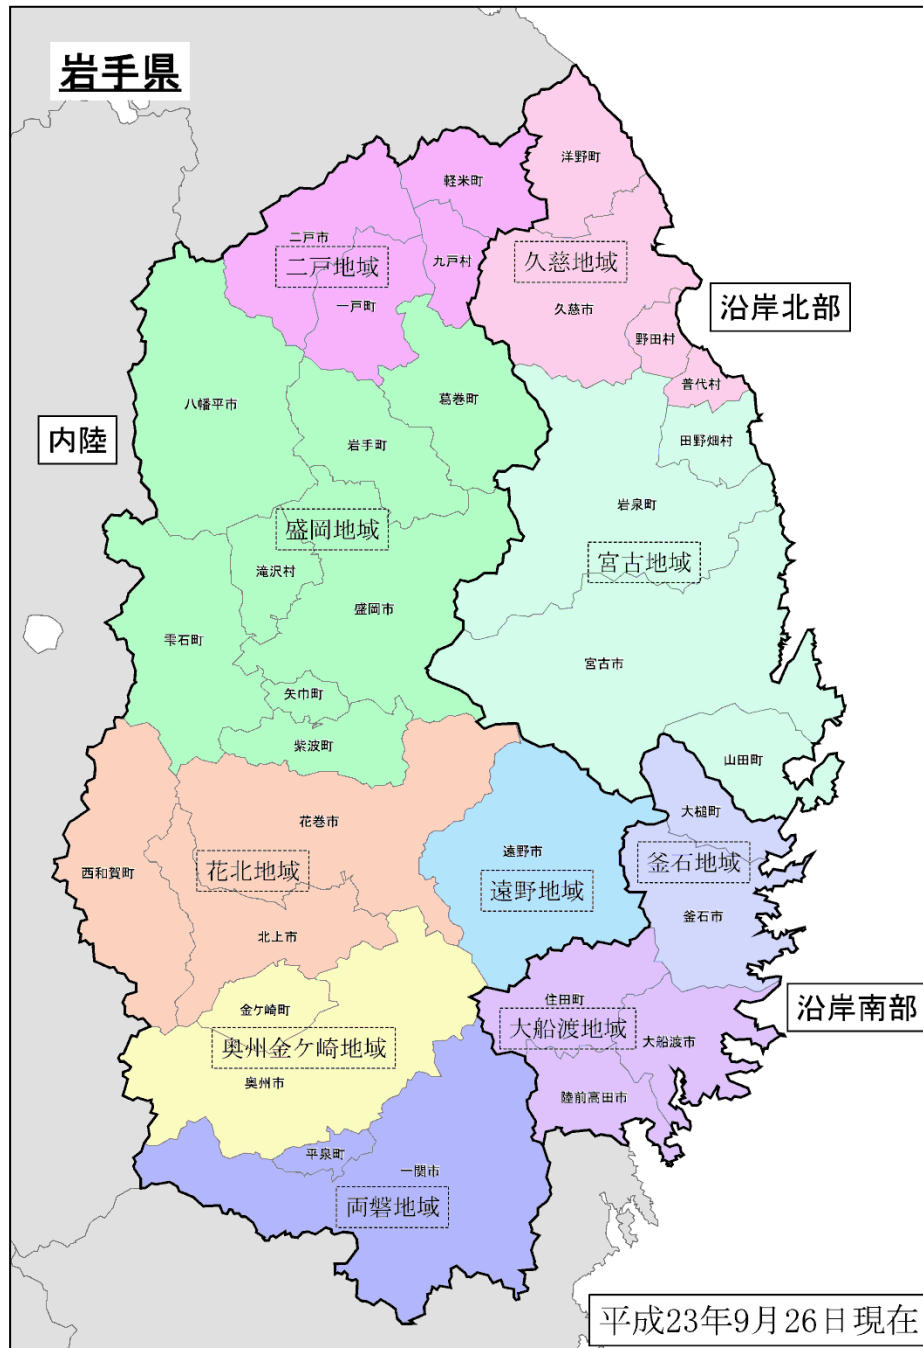 岩手県
洋野町
軽米町
二戸市
二戸地域
九戸村
久慈地域
一戸町
久慈市
沿岸北部
野田村
普代村
八幡平市
葛巻町
内陸
岩手町
田野畑村
岩泉町
盛岡地域
宮古地域
滝沢村
盛岡市
雫石町
宮古市
矢巾町
紫波町
山田町
大槌町
花巻市
遠野市
釜石地域
西和賀町
花北地域
遠野地域
釜石市
北上市
住田町
金ケ崎町
沿岸南部
大船渡地域
奥州金ケ崎地域
大船渡市
奥州市
陸前高田市
平泉町
一関市
両磐地域
平成23年9月26日現在